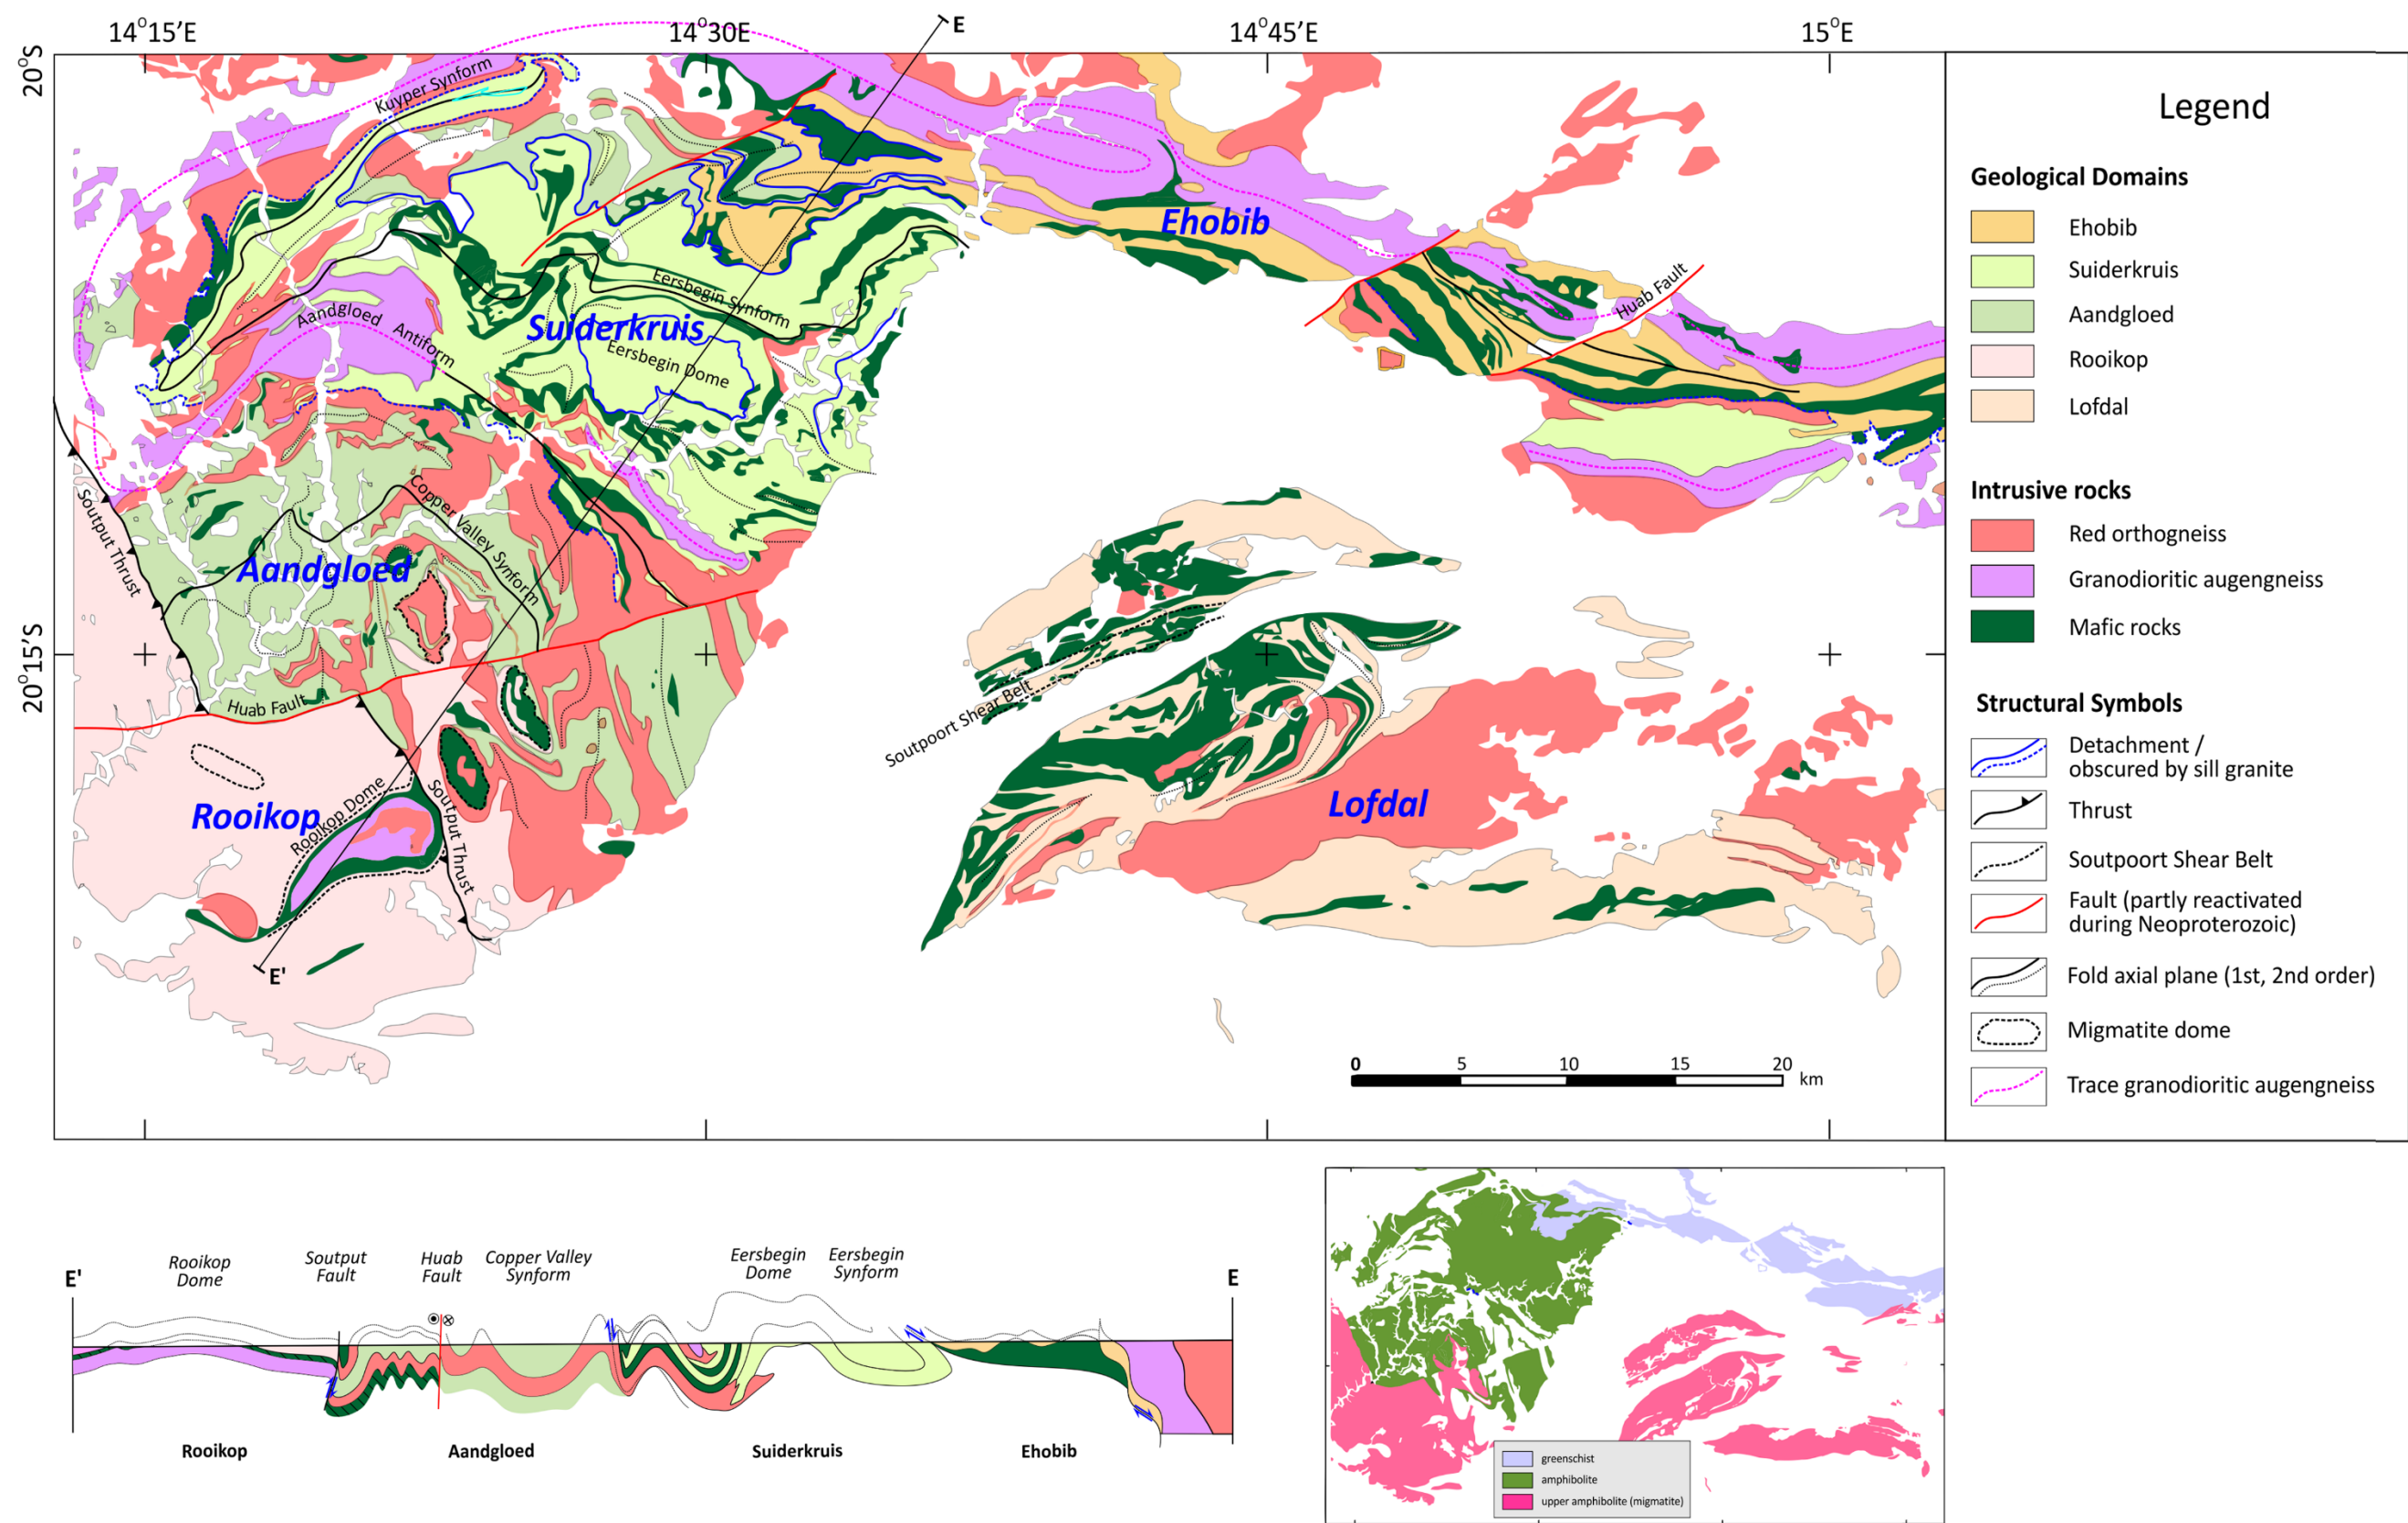 14°15'E
14°30'E
14°45'E
15°E
20°S
20°15'S
E
E'
Kuyper Synform
Ehobib
Eersbegin Synform
Aandgloed Antiform
Suiderkruis
Eersbegin Dome
Huab Fault
Soutput Thrust
Copper Valley Synform
Aandgloed
Huab Fault
Soutpoort Shear Belt
Rooikop Dome
Rooikop
Soutput Thrust
Lofdal
0 5 10 15 20
km
Legend
Geological Domains
Ehobib
Suiderkruis
Aandgloed
Rooikop
Lofdal
Intrusive rocks
Red orthogneiss
Granodioritic augengneiss
Mafic rocks
Structural Symbols
Detachment /
obscured by sill granite
Thrust
Soutpoort Shear Belt
Fault (partly reactivated
during Neoproterozoic)
Fold axial plane (1st, 2nd order)
Migmatite dome
Trace granodioritic augengneiss
E'
Rooikop
Dome
Soutput
Fault
Huab
Fault
Copper Valley
Synform
Eersbegin
Dome
Eersbegin
Synform
E
Rooikop
Aandgloed
Suiderkruis
Ehobib
greenschist
amphibolite
upper amphibolite (migmatite)